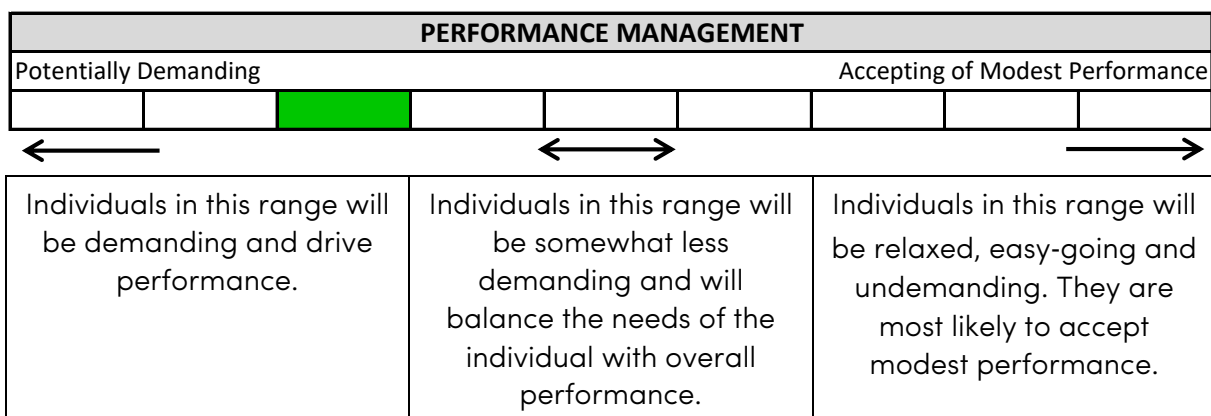 PERFORMANCE MANAGEMENT
Potentially Demanding
Accepting of Modest Performance
Individuals in this range will
be demanding and drive
performance.
Individuals in this range will
be somewhat less
demanding and will
balance the needs of the
individual with overall
performance.
Individuals in this range will
be relaxed, easy-going and
undemanding. They are
most likely to accept
modest performance.